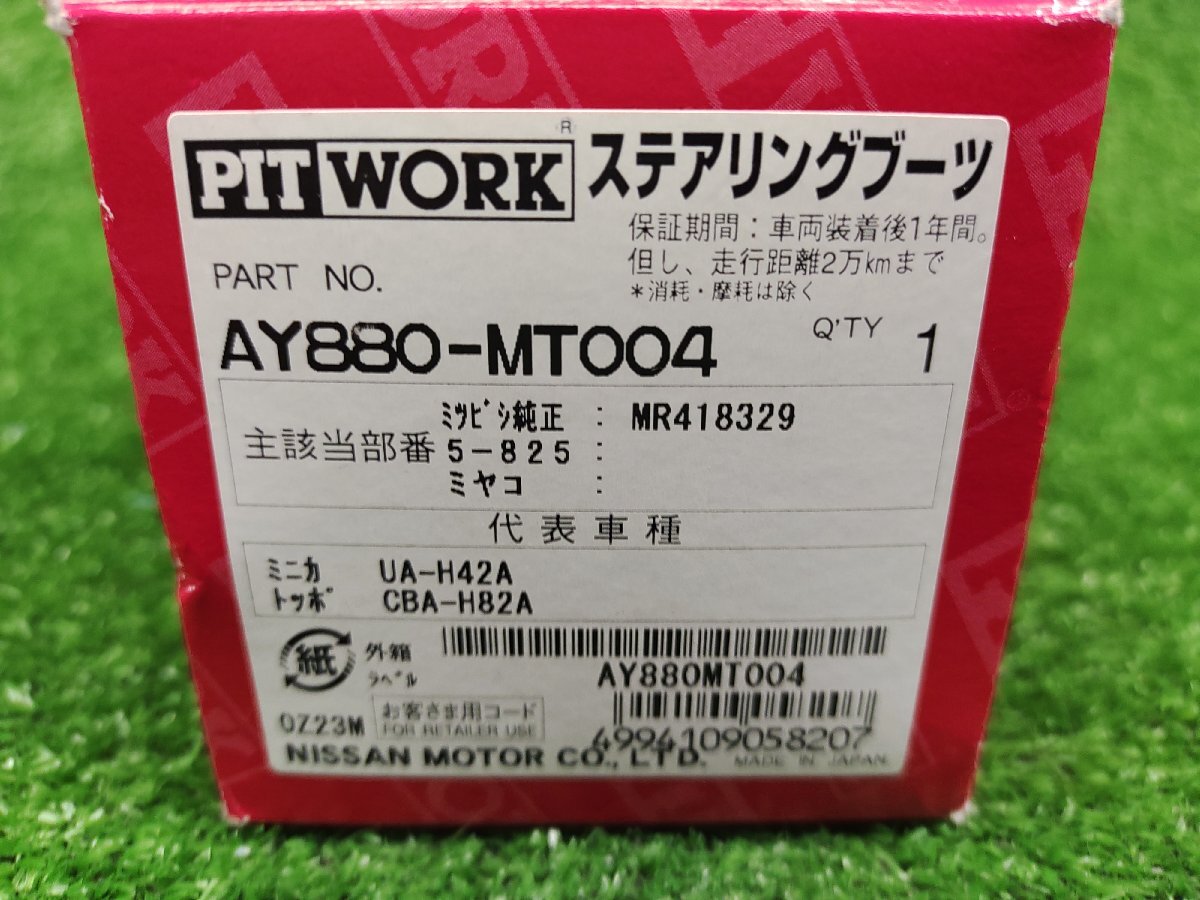 PIT WORK ® ステアリングブーツ
保証期間：車両装着後1年間。
但し、走行距離2万kmまで
*消耗・摩耗は除く
PART NO.
Q'TY 1
AY880-MT004
主該当部番
ミツビシ純正 : MR418329
5-825 :
ミヤコ :
代表車種
ミニカ UA-H42A
トッポ CBA-H82A
紙 外箱
ラベル
AY880MT004
0Z23M
お客さま用コード
FOR RETAILER USE
4994109058207
NISSAN MOTOR CO., LTD. MADE IN JAPAN